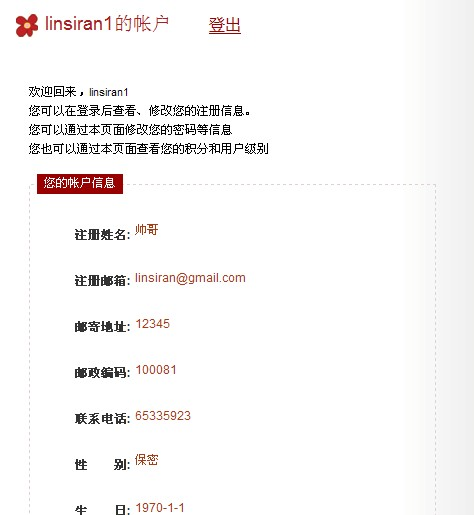 linsiran1的帐户 登出
欢迎回来，linsiran1
您可以在登录后查看、修改您的注册信息。
您可以通过本页面修改您的密码等信息
您也可以通过本页面查看您的积分和用户级别
您的帐户信息
注册姓名: 帅哥
注册邮箱: linsiran@gmail.com
邮寄地址: 12345
邮政编码: 100081
联系电话: 65335923
性 别: 保密
生 日: 1970-1-1